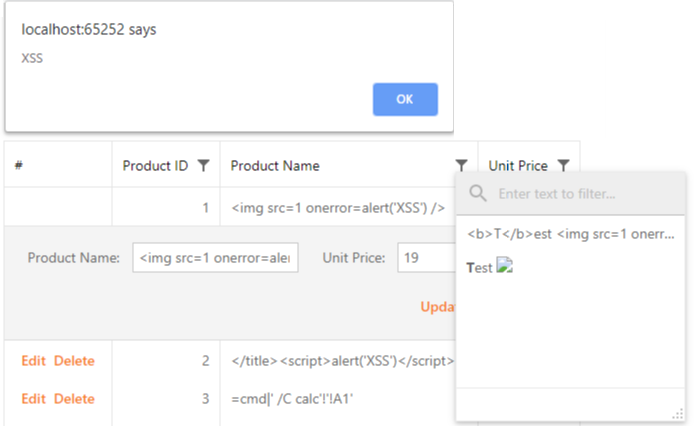 localhost:65252 says
XSS
OK
# Product ID Product Name Unit Price
1 <img src=1 onerror=alert('XSS') />
Enter text to filter...
<b>T</b>est <img src=1 onerr...
Test
Product Name: <img src=1 onerror=aler Unit Price: 19
Upda
Edit Delete 2 </title><script>alert('XSS')</script>
Edit Delete 3 =cmd|' /C calc'!'!A1'